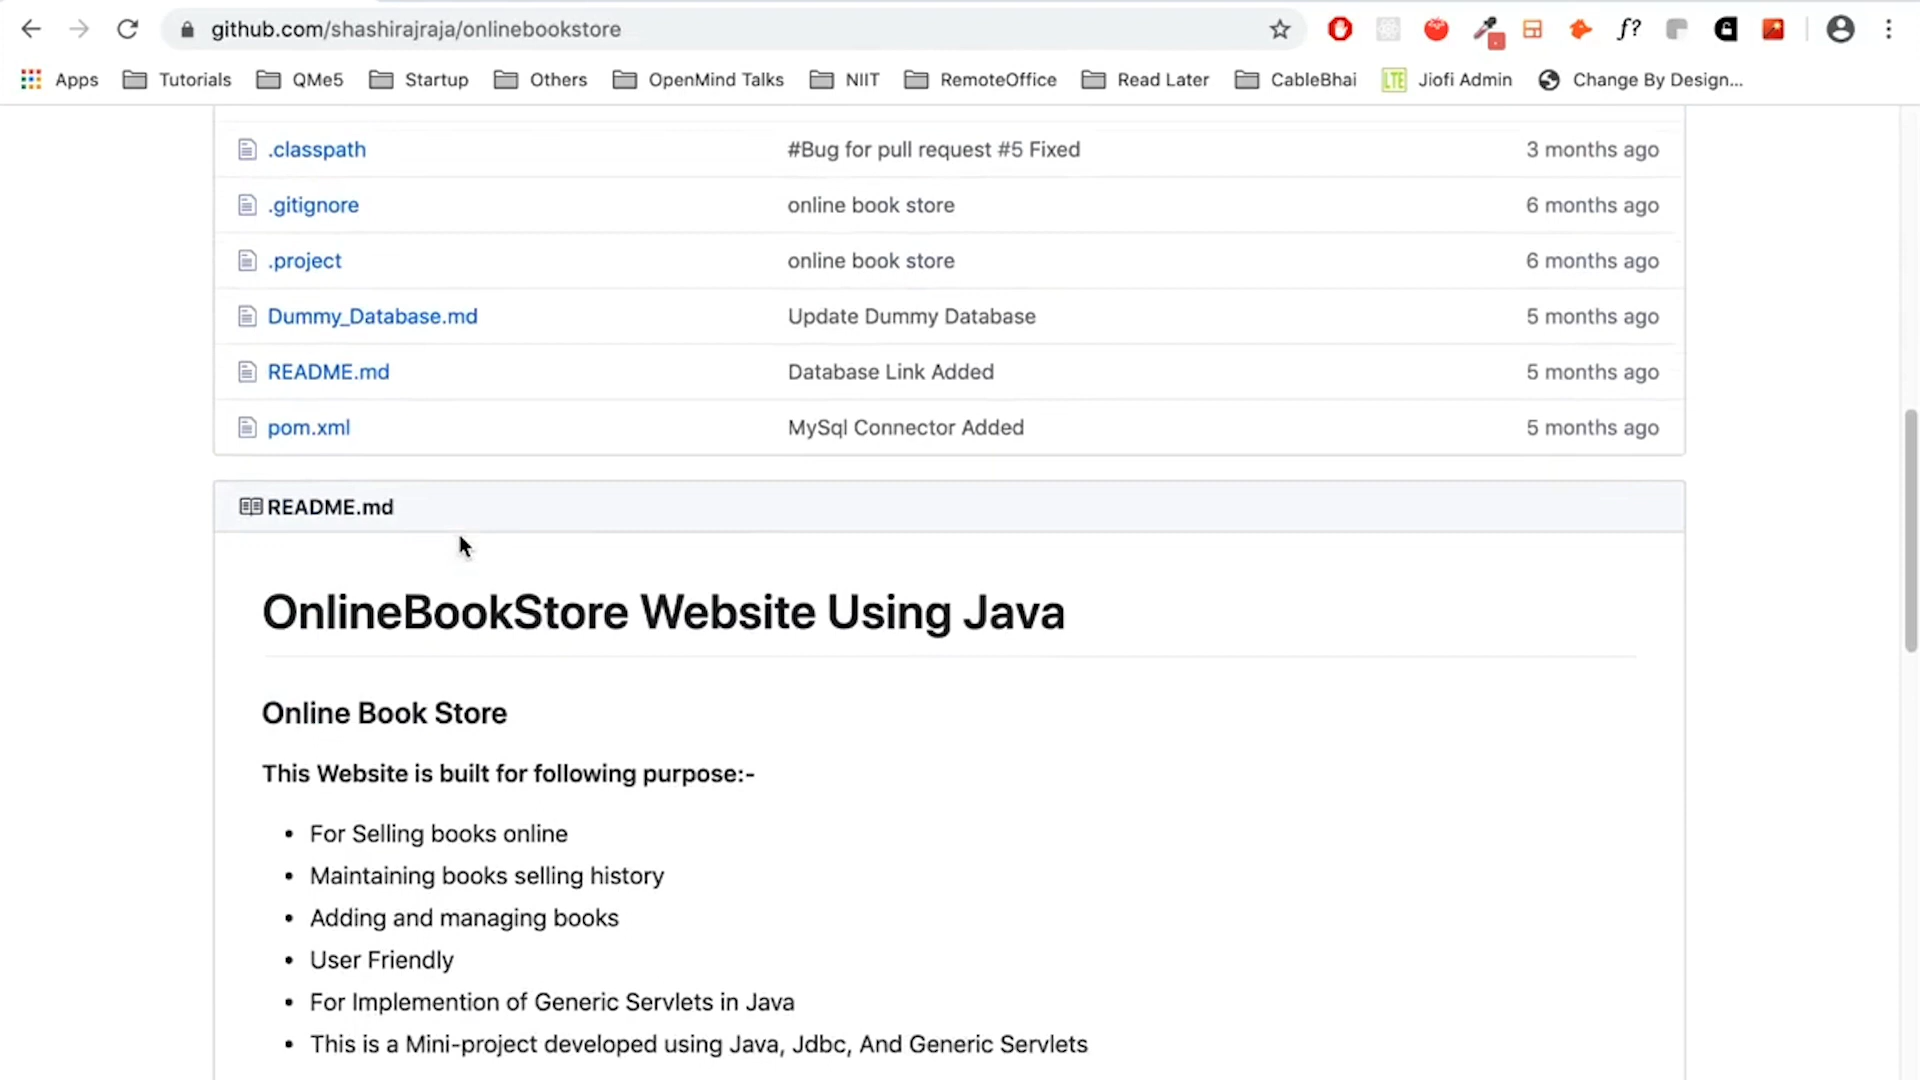 github.com/shashirajraja/onlinebookstore
Apps Tutorials QMe5 Startup Others OpenMind Talks NIIT RemoteOffice Read Later CableBhai LTE Jiofi Admin Change By Design...
.classpath #Bug for pull request #5 Fixed 3 months ago
.gitignore online book store 6 months ago
.project online book store 6 months ago
Dummy_Database.md Update Dummy Database 5 months ago
README.md Database Link Added 5 months ago
pom.xml MySql Connector Added 5 months ago
README.md
OnlineBookStore Website Using Java
Online Book Store
This Website is built for following purpose:-
• For Selling books online
• Maintaining books selling history
• Adding and managing books
• User Friendly
• For Implemention of Generic Servlets in Java
• This is a Mini-project developed using Java, Jdbc, And Generic Servlets